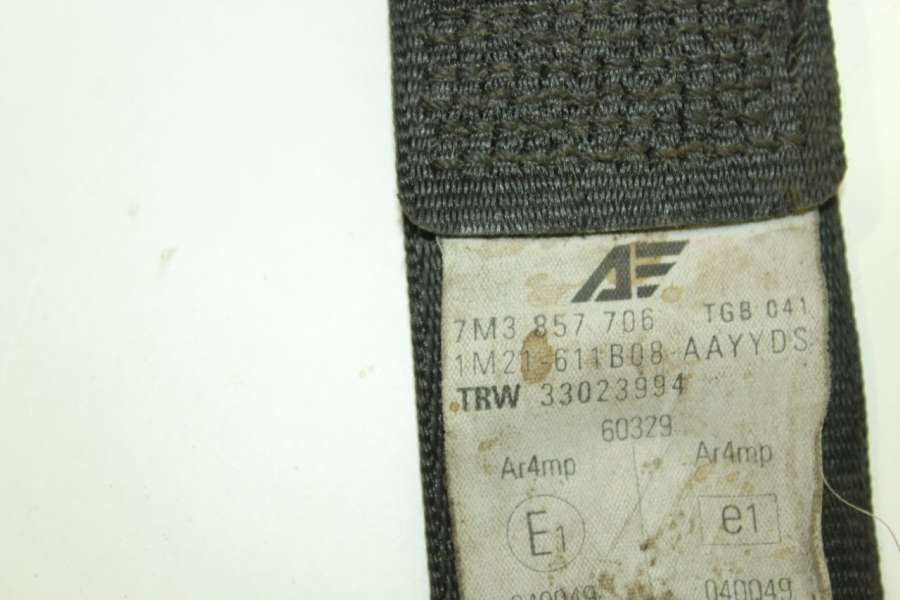 AE
7M3 857 706 TGB 041
1M21-611B08-AAYYDS
TRW 33023994
60329
Ar4mp Ar4mp
E1 e1
040049 040049